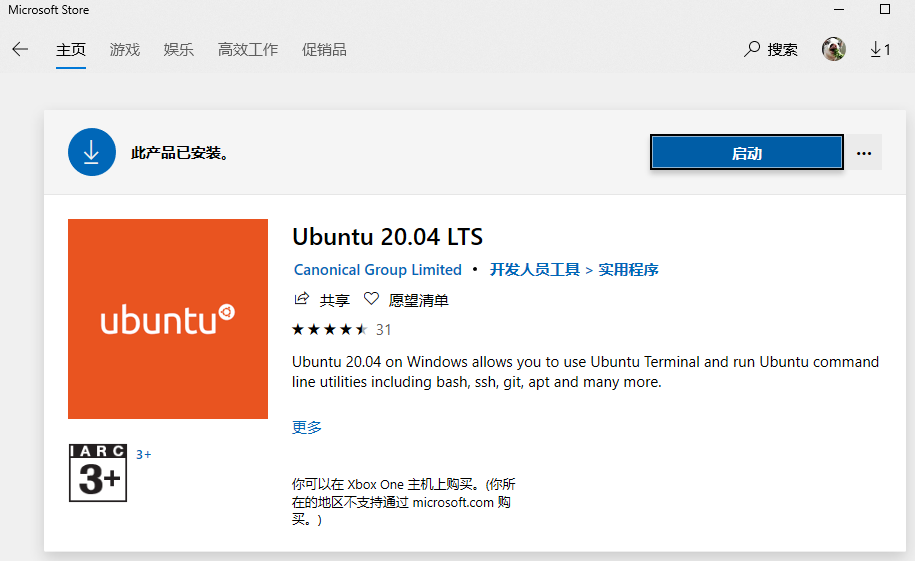 Microsoft Store
主页 游戏 娱乐 高效工作 促销品 搜索 1
此产品已安装。 启动 ...
ubuntu
Ubuntu 20.04 LTS
Canonical Group Limited • 开发人员工具 > 实用程序
共享 愿望清单
31
Ubuntu 20.04 on Windows allows you to use Ubuntu Terminal and run Ubuntu command
line utilities including bash, ssh, git, apt and many more.
更多
IARC
3+
3+
你可以在 Xbox One 主机上购买。(你所
在的地区不支持通过 microsoft.com 购
买。)